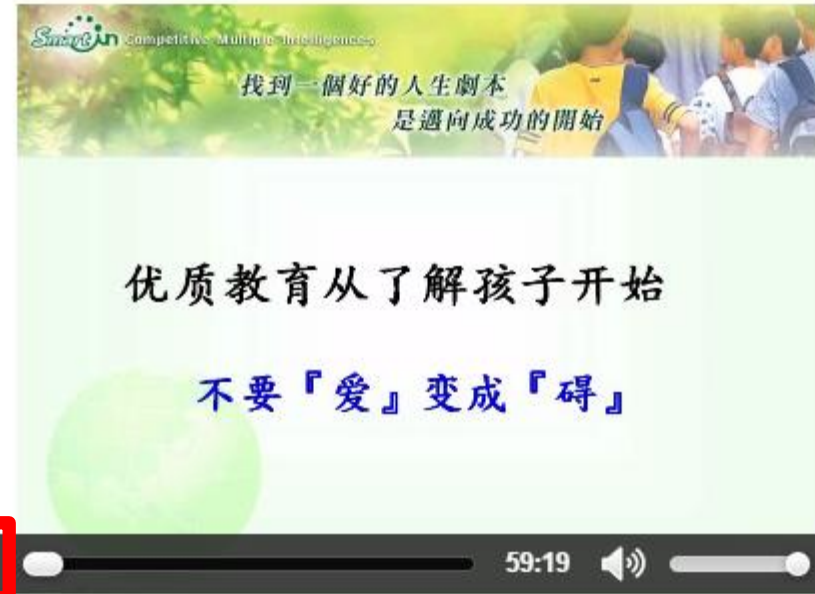 Smart in Competitive Multiple Intelligences
找到一個好的人生劇本
是邁向成功的開始
优质教育从了解孩子开始
不要『爱』变成『碍』
59:19